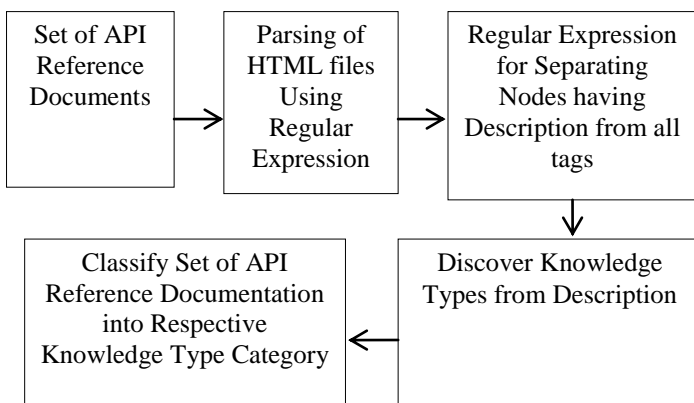 Set of API
Reference
Documents
Parsing of
HTML files
Using
Regular
Expression
Regular Expression
for Separating
Nodes having
Description from all
tags
Discover Knowledge
Types from Description
Classify Set of API
Reference Documentation
into Respective
Knowledge Type Category